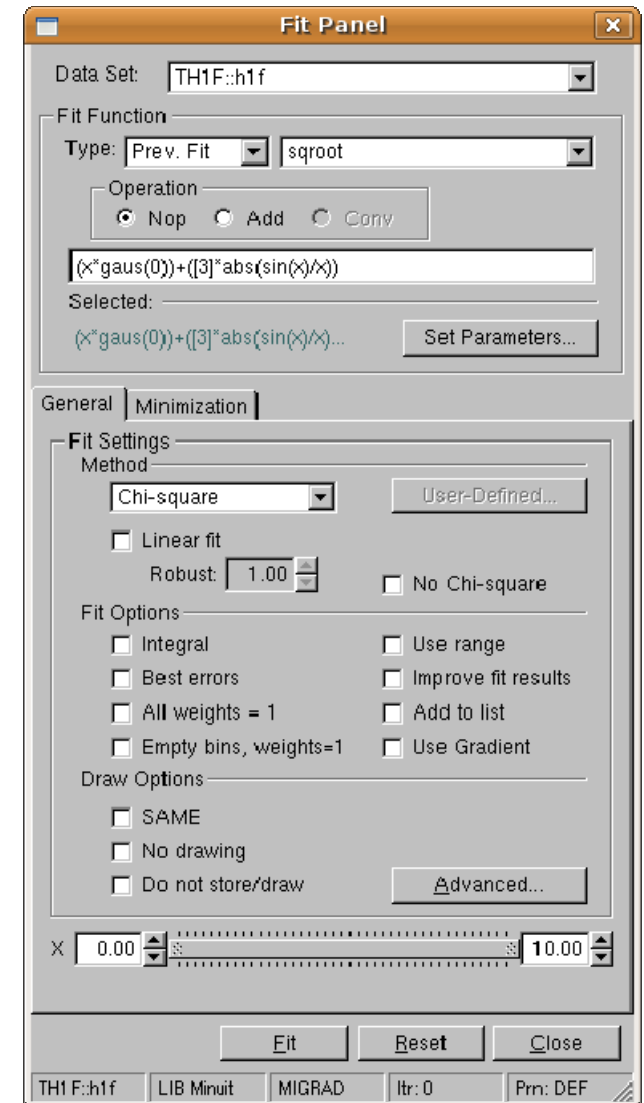 Fit Panel
Data Set: TH1F::h1f
Fit Function
Type: Prev. Fit sqroot
Operation
Nop Add Conv
(x*gaus(0))+([3]*abs(sin(x)/x))
Selected:
(x*gaus(0))+([3]*abs(sin(x)/x)... Set Parameters...
General Minimization
Fit Settings
Method
Chi-square User-Defined...
Linear fit
Robust: 1.00 No Chi-square
Fit Options
Integral Use range
Best errors Improve fit results
All weights = 1 Add to list
Empty bins, weights=1 Use Gradient
Draw Options
SAME
No drawing
Do not store/draw Advanced...
X 0.00 10.00
Fit Reset Close
TH1F::h1f LIB Minuit MIGRAD Itr: 0 Prn: DEF